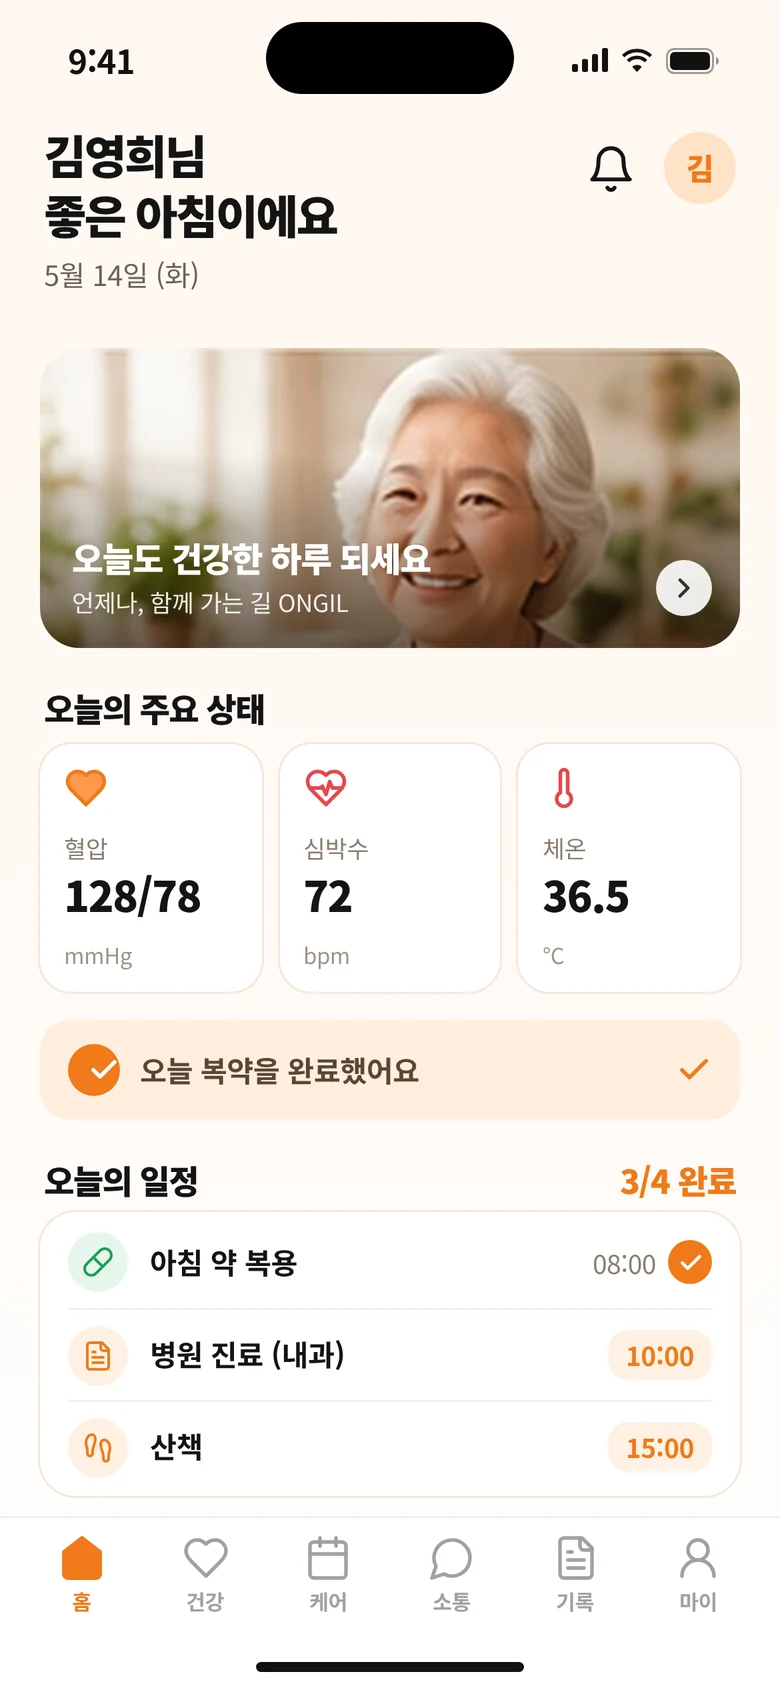 9:41
김영희님
좋은 아침이에요
김
5월 14일 (화)
오늘도 건강한 하루 되세요
언제나, 함께 가는 길 ONGIL
오늘의 주요 상태
혈압
128/78
mmHg
심박수
72
bpm
체온
36.5
°C
오늘 복약을 완료했어요
오늘의 일정
3/4 완료
아침 약 복용
08:00
병원 진료 (내과)
10:00
산책
15:00
홈
건강
케어
소통
기록
마이